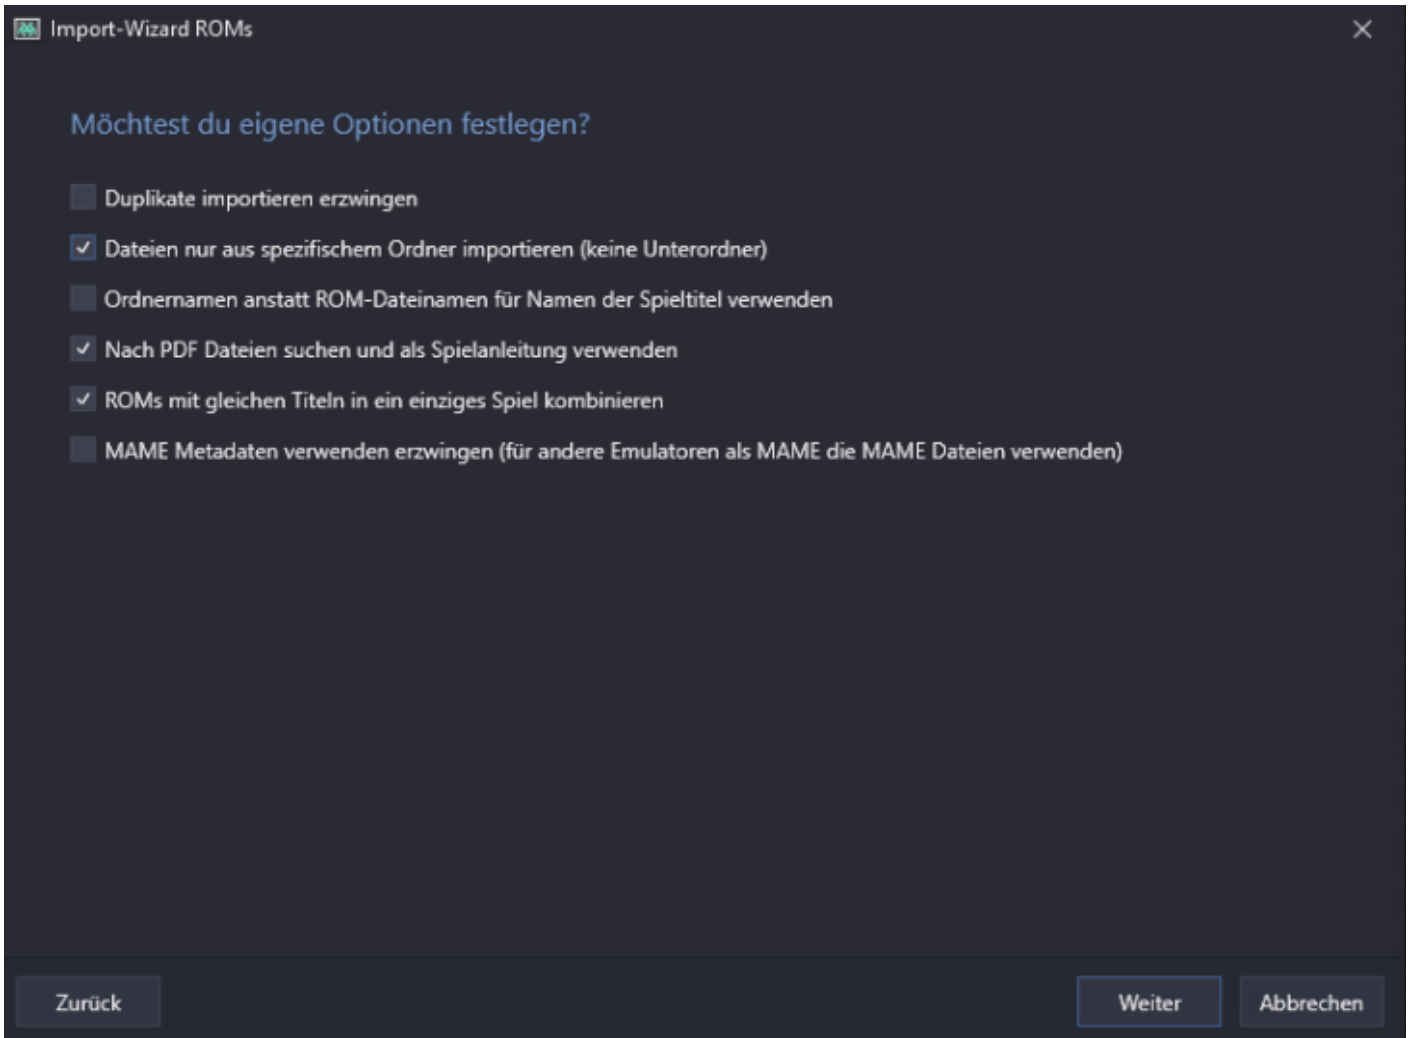 Import-Wizard ROMs
Möchtest du eigene Optionen festlegen?
Duplikate importieren erzwingen
Dateien nur aus spezifischem Ordner importieren (keine Unterordner)
Ordnernamen anstatt ROM-Dateinamen für Namen der Spieltitel verwenden
Nach PDF Dateien suchen und als Spielanleitung verwenden
ROMs mit gleichen Titeln in ein einziges Spiel kombinieren
MAME Metadaten verwenden erzwingen (für andere Emulatoren als MAME die MAME Dateien verwenden)
Zurück Weiter Abbrechen